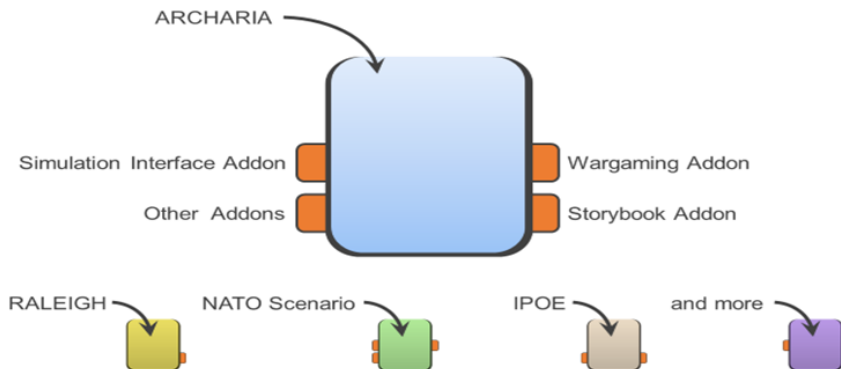 ARCHARIA
Simulation Interface Addon
Wargaming Addon
Other Addons
Storybook Addon
RALEIGH
NATO Scenario
IPOE
and more